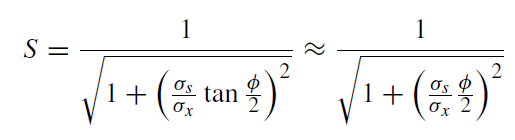 S = \frac{1}{\sqrt{1 + \left( \frac{\sigma_s}{\sigma_x} \tan \frac{\phi}{2} \right)^2}} \approx \frac{1}{\sqrt{1 + \left( \frac{\sigma_s}{\sigma_x} \frac{\phi}{2} \right)^2}}